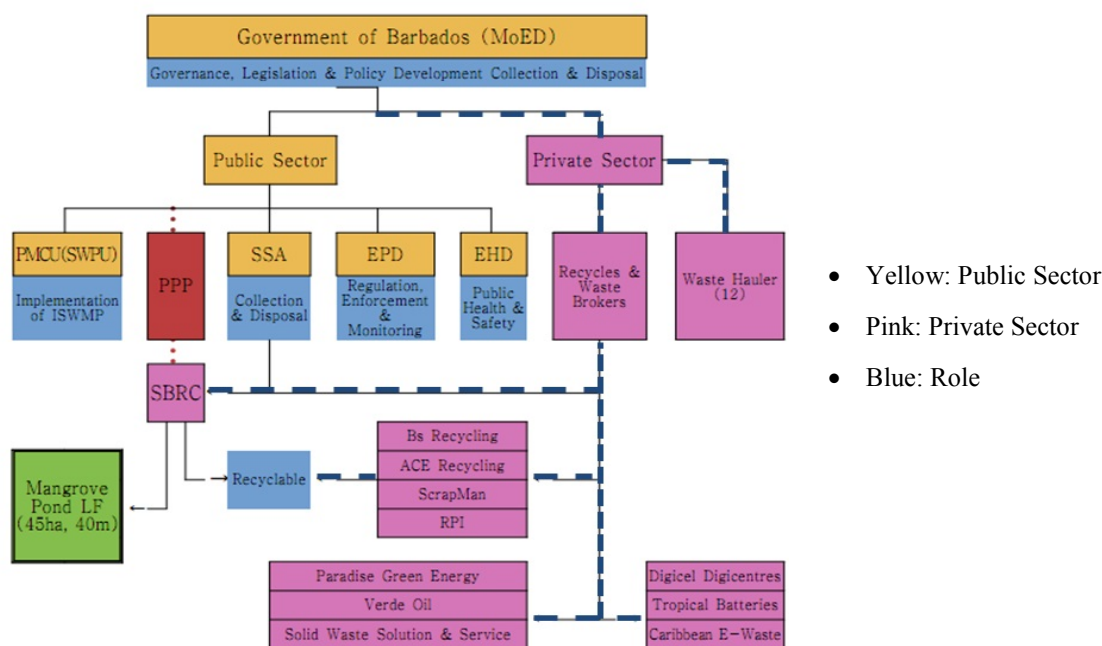 Government of Barbados (MoED)
Governance, Legislation & Policy Development Collection & Disposal
Public Sector
Private Sector
PMCU(SWPU)
Implementation
of ISWMP
PPP
SSA
Collection
& Disposal
EPD
Regulation,
Enforcement
&
Monitoring
EHD
Public
Health &
Safety
Recycles &
Waste
Brokers
Waste Hauler
(12)
• Yellow: Public Sector
• Pink: Private Sector
• Blue: Role
SBRC
Mangrove
Pond LF
(45ha, 40m)
Recyclable
Bs Recycling
ACE Recycling
ScrapMan
RPI
Paradise Green Energy
Verde Oil
Solid Waste Solution & Service
Digicel Digicentres
Tropical Batteries
Caribbean E-Waste